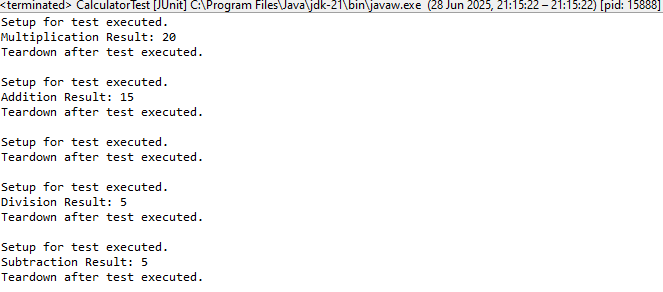 <terminated> CalculatorTest [JUnit] C:\Program Files\Java\jdk-21\bin\javaw.exe (28 Jun 2025, 21:15:22 – 21:15:22) [pid: 15888]
Setup for test executed.
Multiplication Result: 20
Teardown after test executed.
Setup for test executed.
Addition Result: 15
Teardown after test executed.
Setup for test executed.
Teardown after test executed.
Setup for test executed.
Division Result: 5
Teardown after test executed.
Setup for test executed.
Subtraction Result: 5
Teardown after test executed.